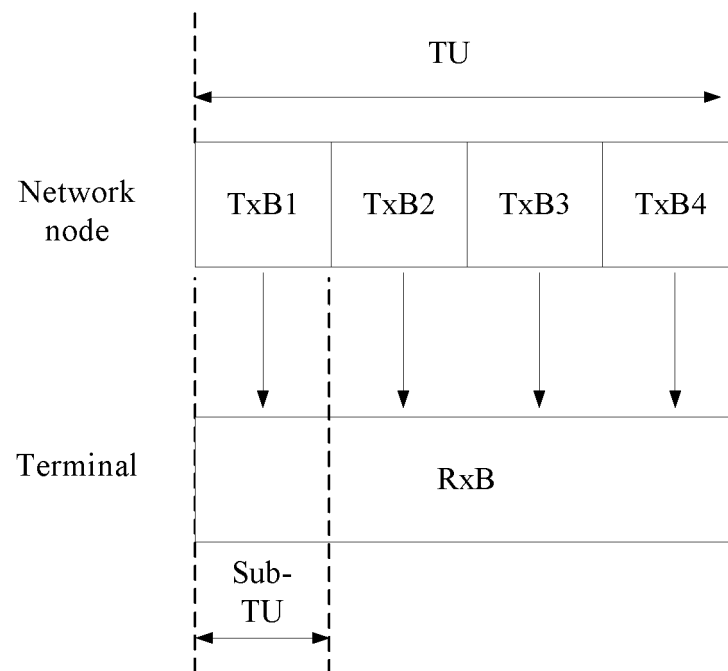 TU
Network
node
TxB1 TxB2 TxB3 TxB4
Terminal
RxB
Sub-
TU